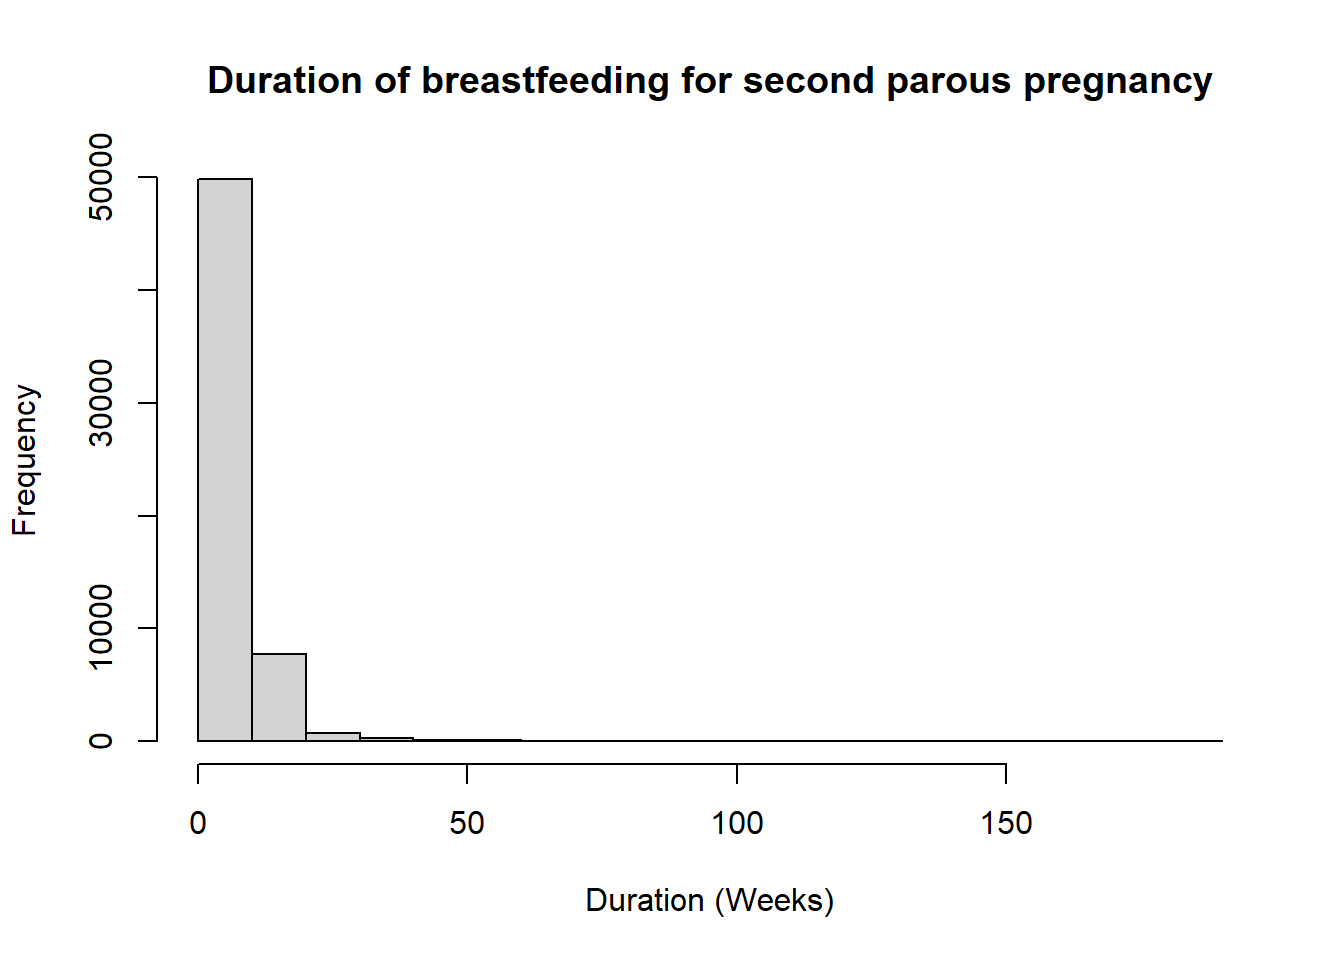 Duration of breastfeeding for second parous pregnancy
Frequency
50000
30000
10000
0
0 50 100 150
Duration (Weeks)